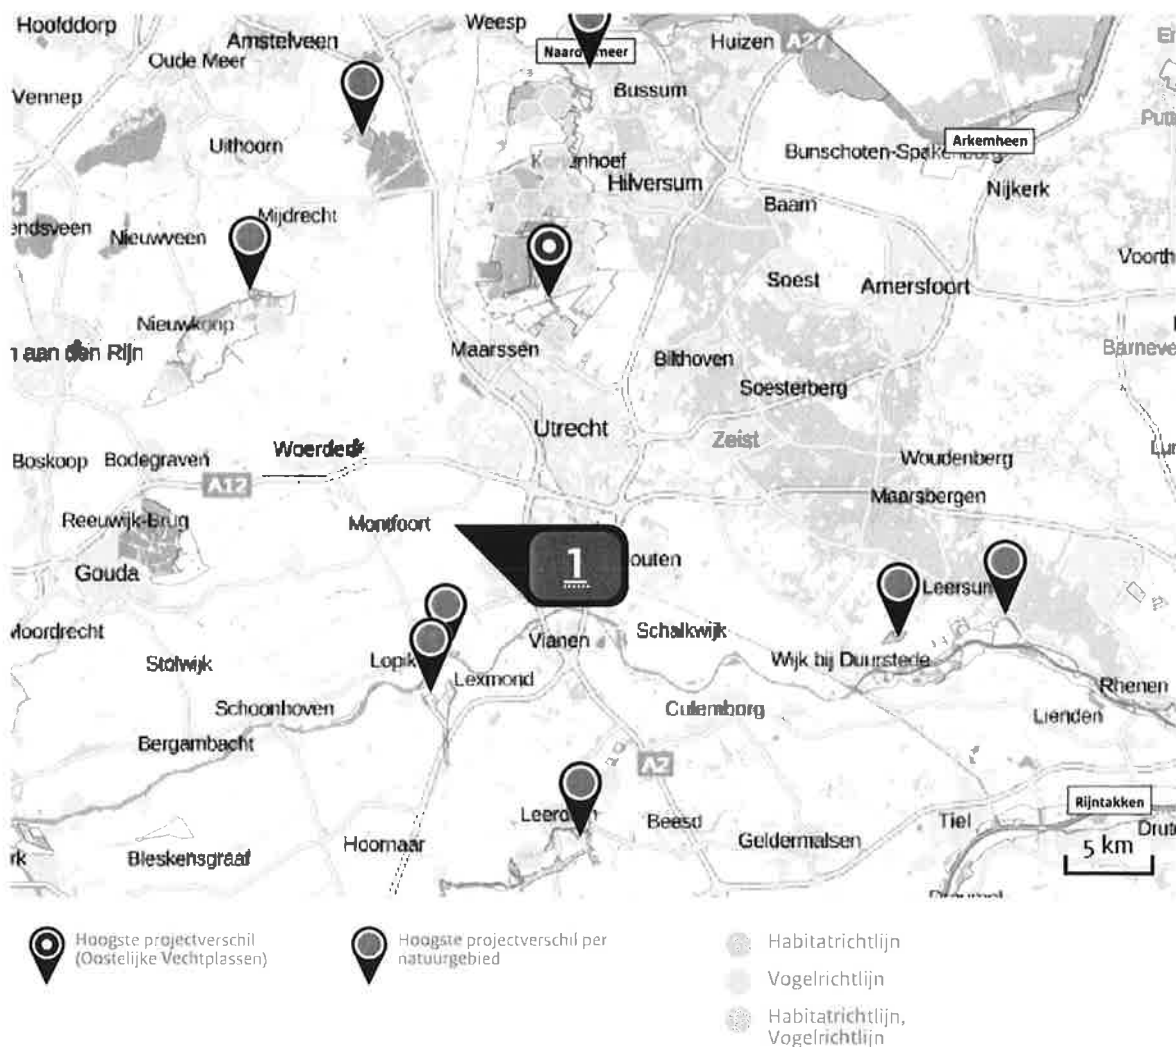 Hoofddorp
Weesp
Amstelveen
Huizen
A27
Oude Meer
Bussum
Vennep
Arkemheen
Uithoorn
Hilversum
Nijkerk
Baarn
Mijdrecht
Nieuwveen
Soest
Amersfoort
Nieuwkoop
Maarssen
Bilthoven
Soesterberg
Utrecht
Zeist
Woerden
Boskoop
Bodegraven
Woudenberg
A12
Maarsbergen
Reeuwijk-Brug
Montfoort
1
outen
Gouda
Leersum
Moordrecht
Vianen
Schalkwijk
Stolwijk
Lopik
Lexmond
Wijk bij Duurstede
Rhenen
Schoonhoven
Culemborg
Lienden
Bergambacht
A2
Rijntakken
Beesd
Tiel
Geldermalsen
Hoornaar
Bleskensgraaf
5 km
Hoogste projectverschil
(Oostelijke Vechtplassen)
Hoogste projectverschil per
natuurgebied
Habitatrichtlijn
Vogelrichtlijn
Habitatrichtlijn,
Vogelrichtlijn